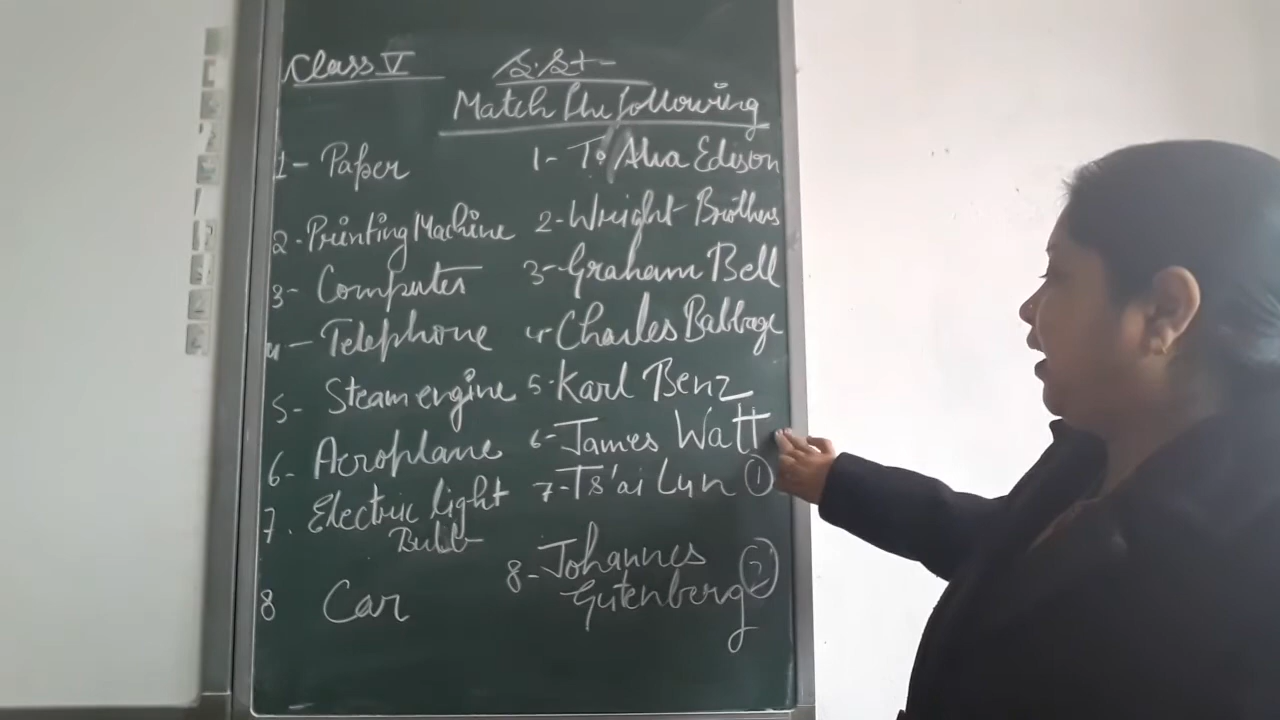 Class V
S.St-
Match the following
1- Paper
1- T. Alva Edison
2- Printing Machine
2- Wright Brothers
3- Computer
3- Graham Bell
4- Telephone
4- Charles Babbage
5- Steam engine
5- Karl Benz
6- Aeroplane
6- James Watt
7. Electric light
Bulb
7- Ts'ai Lun 1
8 Car
8- Johannes
Gutenberg 2